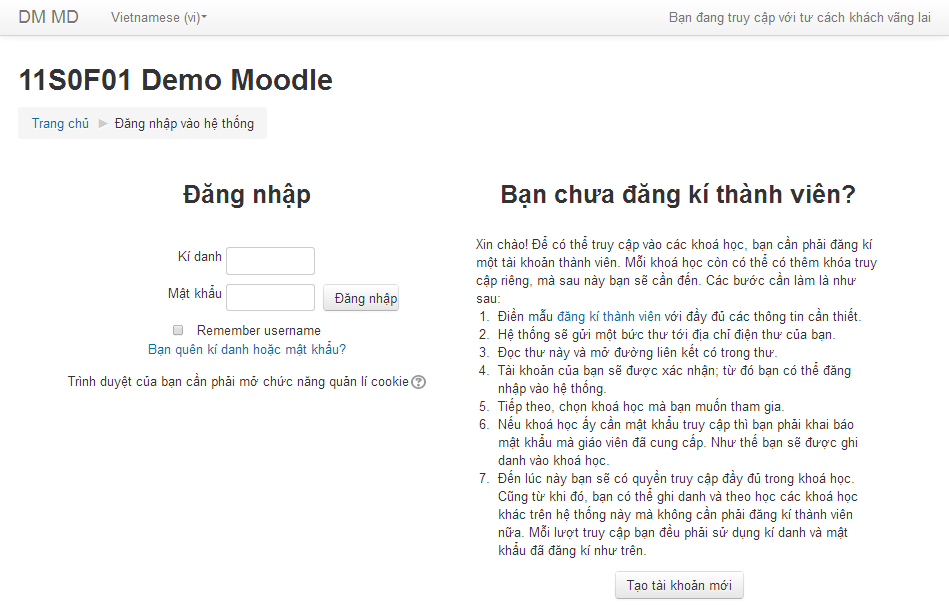 DM MD
Vietnamese (vi)
Bạn đang truy cập với tư cách khách vãng lai
11S0F01 Demo Moodle
Trang chủ ► Đăng nhập vào hệ thống
Đăng nhập
Kí danh
Mật khẩu
Đăng nhập
Remember username
Bạn quên kí danh hoặc mật khẩu?
Trình duyệt của bạn cần phải mở chức năng quản lí cookie
Bạn chưa đăng kí thành viên?
Xin chào! Để có thể truy cập vào các khoá học, bạn cần phải đăng kí
một tài khoản thành viên. Mỗi khoá học còn có thể có thêm khóa truy
cập riêng, mà sau này bạn sẽ cần đến. Các bước cần làm là như
sau:
1. Điền mẫu đăng kí thành viên với đầy đủ các thông tin cần thiết.
2. Hệ thống sẽ gửi một bức thư tới địa chỉ điện thư của bạn.
3. Đọc thư này và mở đường liên kết có trong thư.
4. Tài khoản của bạn sẽ được xác nhận; từ đó bạn có thể đăng
nhập vào hệ thống.
5. Tiếp theo, chọn khoá học mà bạn muốn tham gia.
6. Nếu khoá học ấy cần mật khẩu truy cập thì bạn phải khai báo
mật khẩu mà giáo viên đã cung cấp. Như thế bạn sẽ được ghi
danh vào khoá học.
7. Đến lúc này bạn sẽ có quyền truy cập đầy đủ trong khoá học.
Cũng từ khi đó, bạn có thể ghi danh và theo học các khoá học
khác trên hệ thống này mà không cần phải đăng kí thành viên
nữa. Mỗi lượt truy cập bạn đều phải sử dụng kí danh và mật
khẩu đã đăng kí như trên.
Tạo tài khoản mới